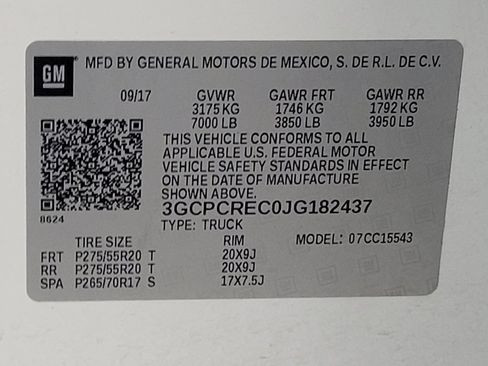 GM MFD BY GENERAL MOTORS DE MEXICO, S. DE R.L. DE C.V.
09/17 GVWR GAWR FRT GAWR RR
3175 KG 1746 KG 1792 KG
7000 LB 3850 LB 3950 LB
THIS VEHICLE CONFORMS TO ALL
APPLICABLE U.S. FEDERAL MOTOR
VEHICLE SAFETY STANDARDS IN EFFECT
ON THE DATE OF MANUFACTURE
SHOWN ABOVE.
3GCPCREC0JG182437
8624
TYPE: TRUCK
TIRE SIZE RIM MODEL: 07CC15543
FRT P275/55R20 T 20X9J
RR P275/55R20 T 20X9J
SPA P265/70R17 S 17X7.5J